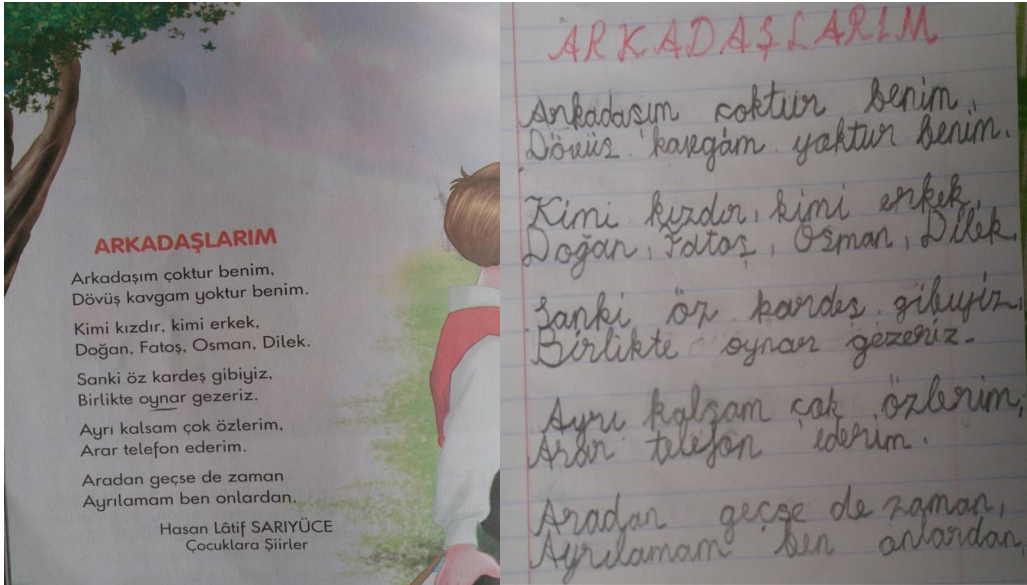 ARKADAŞLARIM
Arkadaşım çoktur benim,
Dövüş kavgam yoktur benim.
Kimi kızdır, kimi erkek,
Doğan, Fatoş, Osman, Dilek.
Sanki öz kardeş gibiyiz,
Birlikte oynar gezeriz.
Ayrı kalsam çok özlerim,
Arar telefon ederim.
Aradan geçse de zaman
Ayrılamam ben onlardan.
Hasan Lâtif SARIYÜCE
Çocuklara Şiirler
ARKADAŞLARIM
Arkadaşım çoktur benim,
Dövüş kavgam yoktur benim.
Kimi kızdır, kimi erkek,
Doğan, Fatoş, Osman, Dilek.
Sanki öz kardeş gibiyiz,
Birlikte oynar gezeriz.
Ayrı kalsam çok özlerim,
Arar telefon ederim.
Aradan geçse de zaman,
Ayrılamam ben onlardan